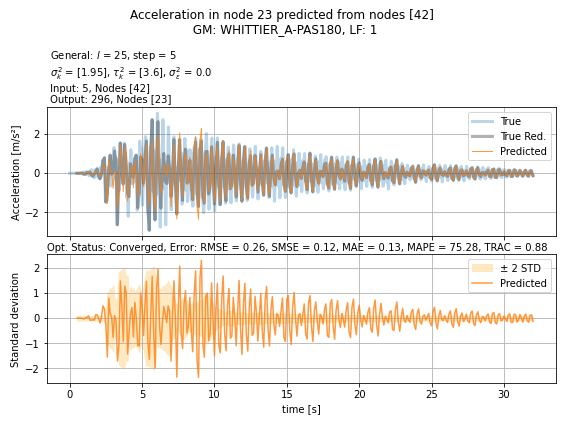 Acceleration in node 23 predicted from nodes [42]
GM: WHITTIER_A-PAS180, LF: 1
General: l = 25, step = 5
σ²ₖ = [1.95], τ²ₖ = [3.6], σ²ε = 0.0
Input: 5, Nodes [42]
Output: 296, Nodes [23]
True
True Red.
Predicted
Acceleration [m/s²]
2
0
−2
Opt. Status: Converged, Error: RMSE = 0.26, SMSE = 0.12, MAE = 0.13, MAPE = 75.28, TRAC = 0.88
± 2 STD
Predicted
Standard deviation
2
1
0
−1
−2
0 5 10 15 20 25 30
time [s]